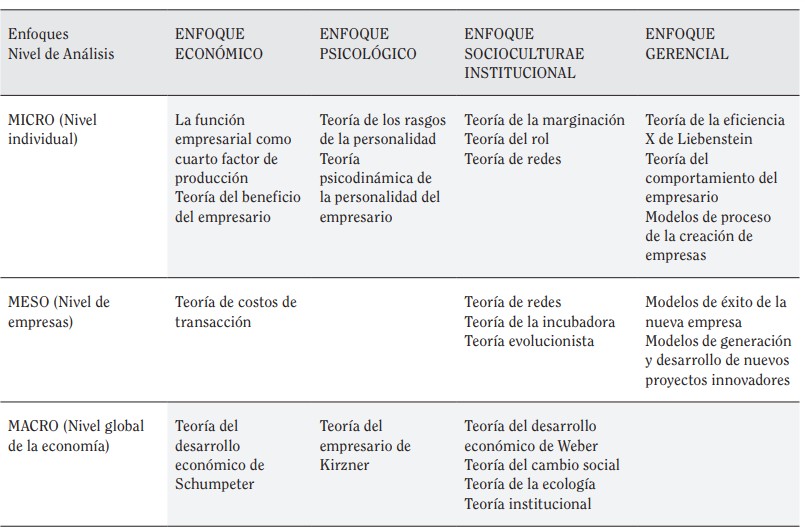 Enfoques
Nivel de Análisis
ENFOQUE
ECONÓMICO
ENFOQUE
PSICOLÓGICO
ENFOQUE
SOCIOCULTURAE
INSTITUCIONAL
ENFOQUE
GERENCIAL
MICRO (Nivel
individual)
La función
empresarial como
cuarto factor de
producción
Teoría del beneficio
del empresario
Teoría de los rasgos
de la personalidad
Teoría
psicodinámica de
la personalidad del
empresario
Teoría de la marginación
Teoría del rol
Teoría de redes
Teoría de la eficiencia
X de Liebenstein
Teoría del
comportamiento del
empresario
Modelos de proceso
de la creación de
empresas
MESO (Nivel de
empresas)
Teoría de costos de
transacción
Teoría de redes
Teoría de la incubadora
Teoría evolucionista
Modelos de éxito de la
nueva empresa
Modelos de generación
y desarrollo de nuevos
proyectos innovadores
MACRO (Nivel global
de la economía)
Teoría del
desarrollo
económico de
Schumpeter
Teoría del
empresario de
Kirzner
Teoría del desarrollo
económico de Weber
Teoría del cambio social
Teoría de la ecología
Teoría institucional